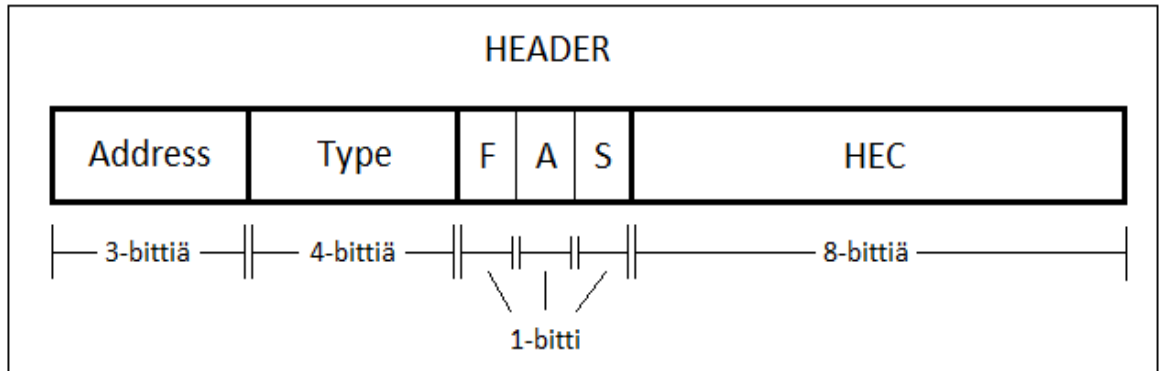 HEADER
Address Type F A S HEC
3-bittiä 4-bittiä 8-bittiä
1-bitti